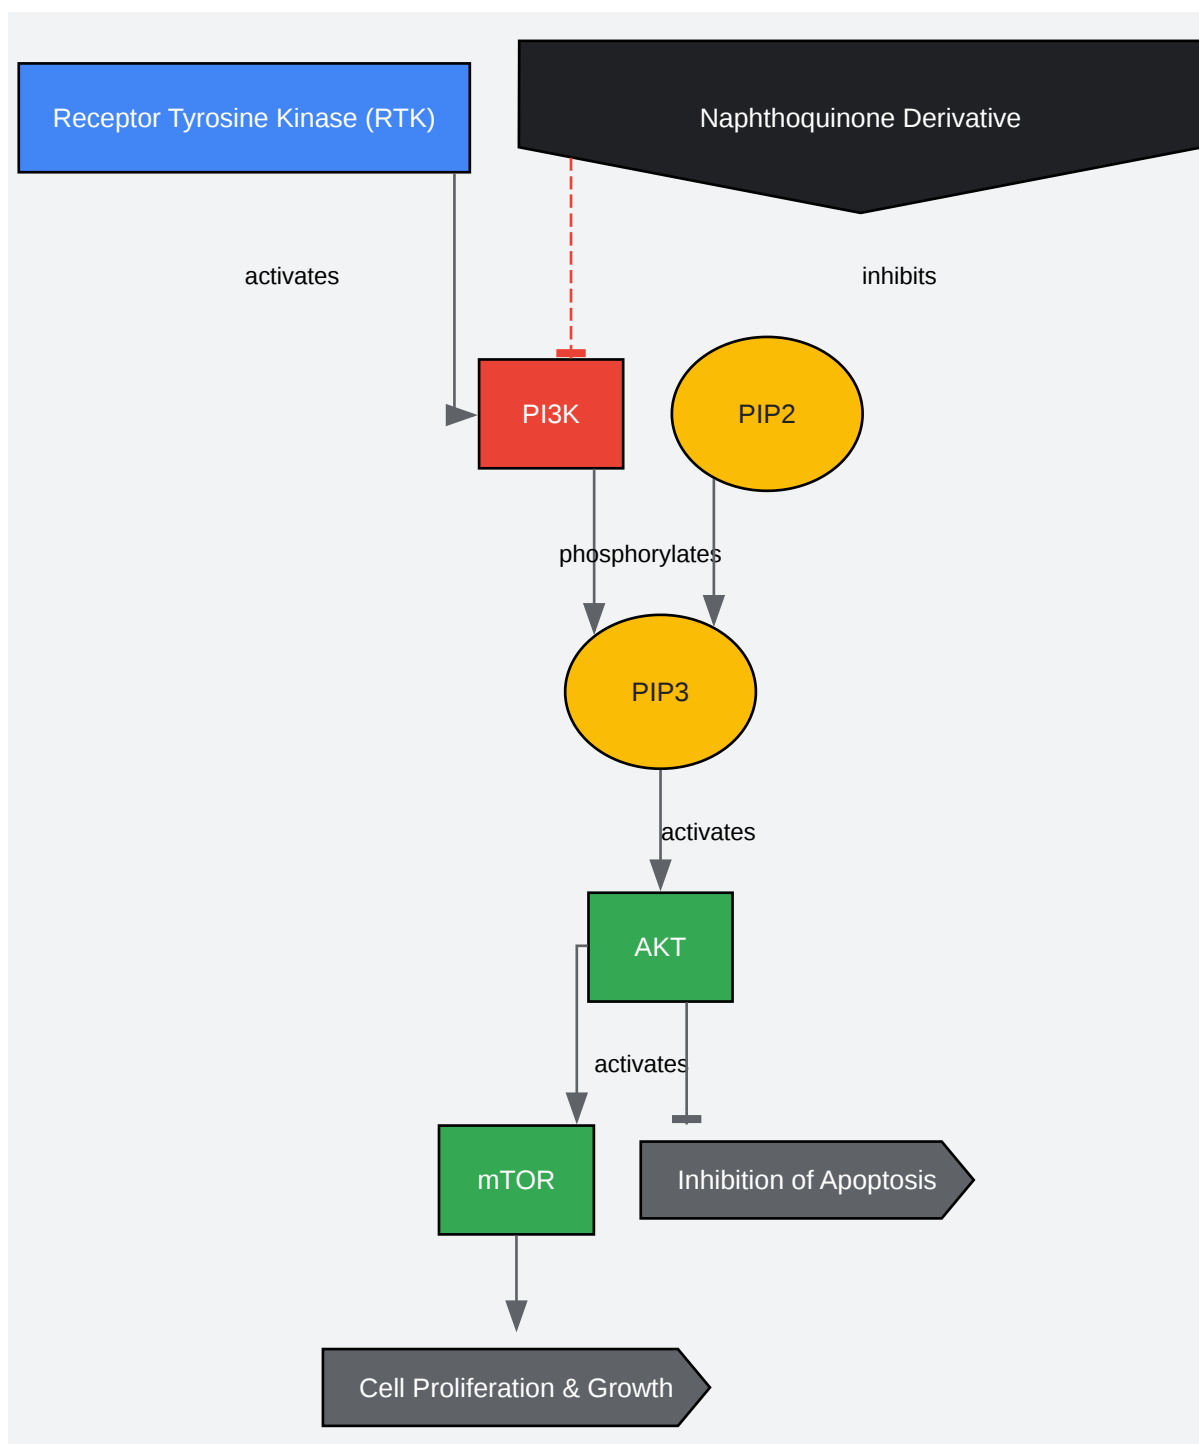 Receptor Tyrosine Kinase (RTK)
Naphthoquinone Derivative
activates
inhibits
PI3K
PIP2
phosphorylates
PIP3
activates
AKT
activates
mTOR
Inhibition of Apoptosis
Cell Proliferation & Growth